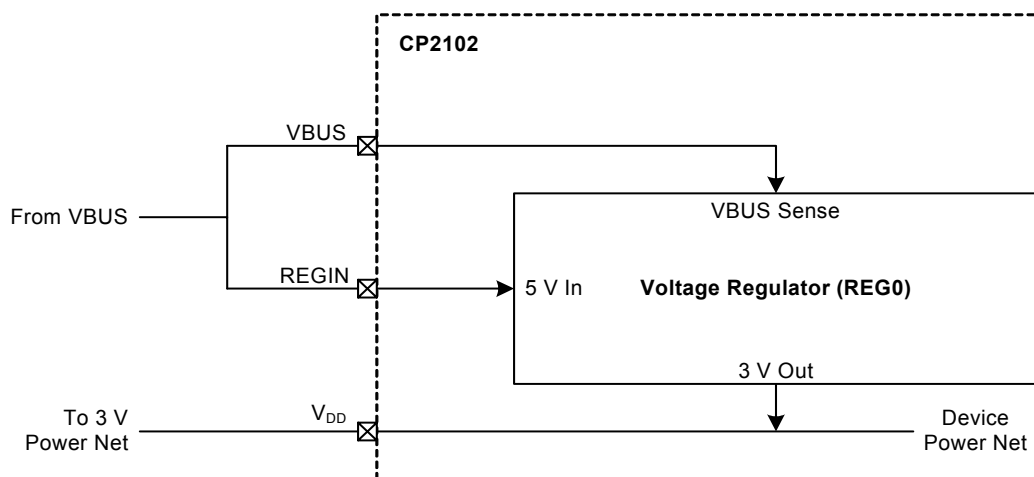 CP2102
VBUS
From VBUS
VBUS Sense
REGIN
5 V In
Voltage Regulator (REG0)
3 V Out
To 3 V
Power Net
VDD
Device
Power Net